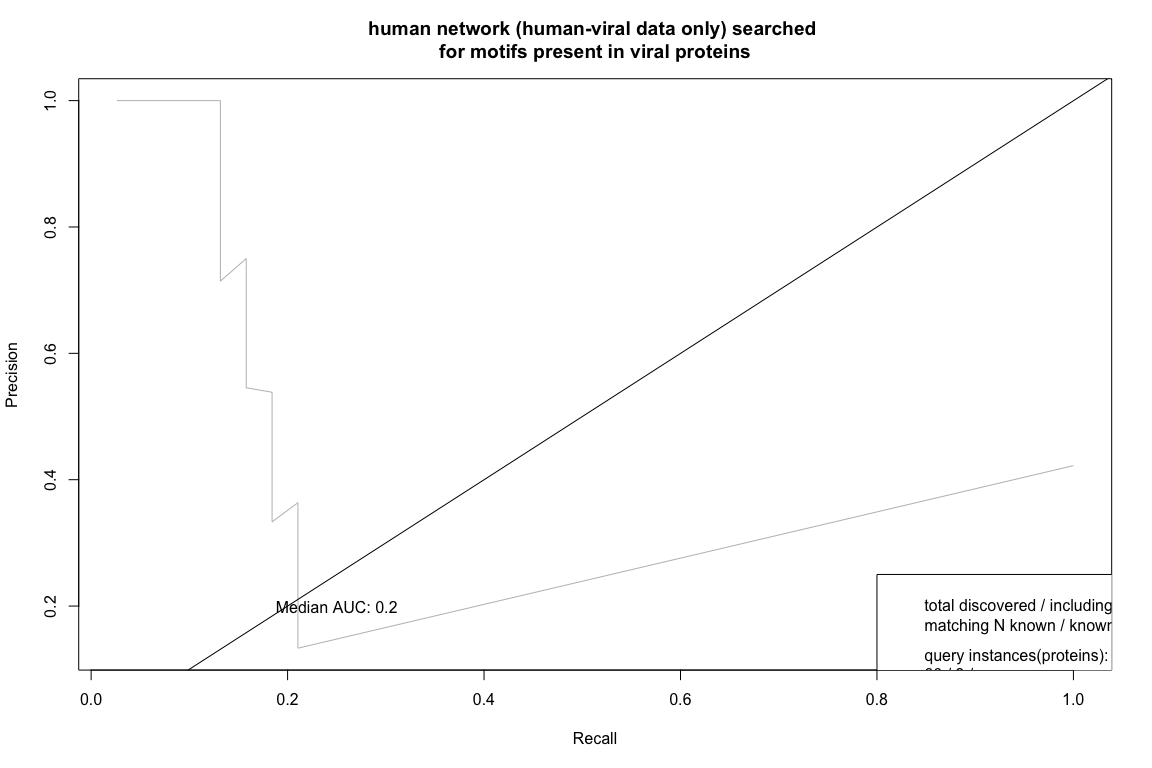 human network (human-viral data only) searched
for motifs present in viral proteins
Precision
1.0
0.8
0.6
0.4
0.2
Median AUC: 0.2
total discovered / including
matching N known / known
query instances(proteins):
0.0 0.2 0.4 0.6 0.8 1.0
Recall